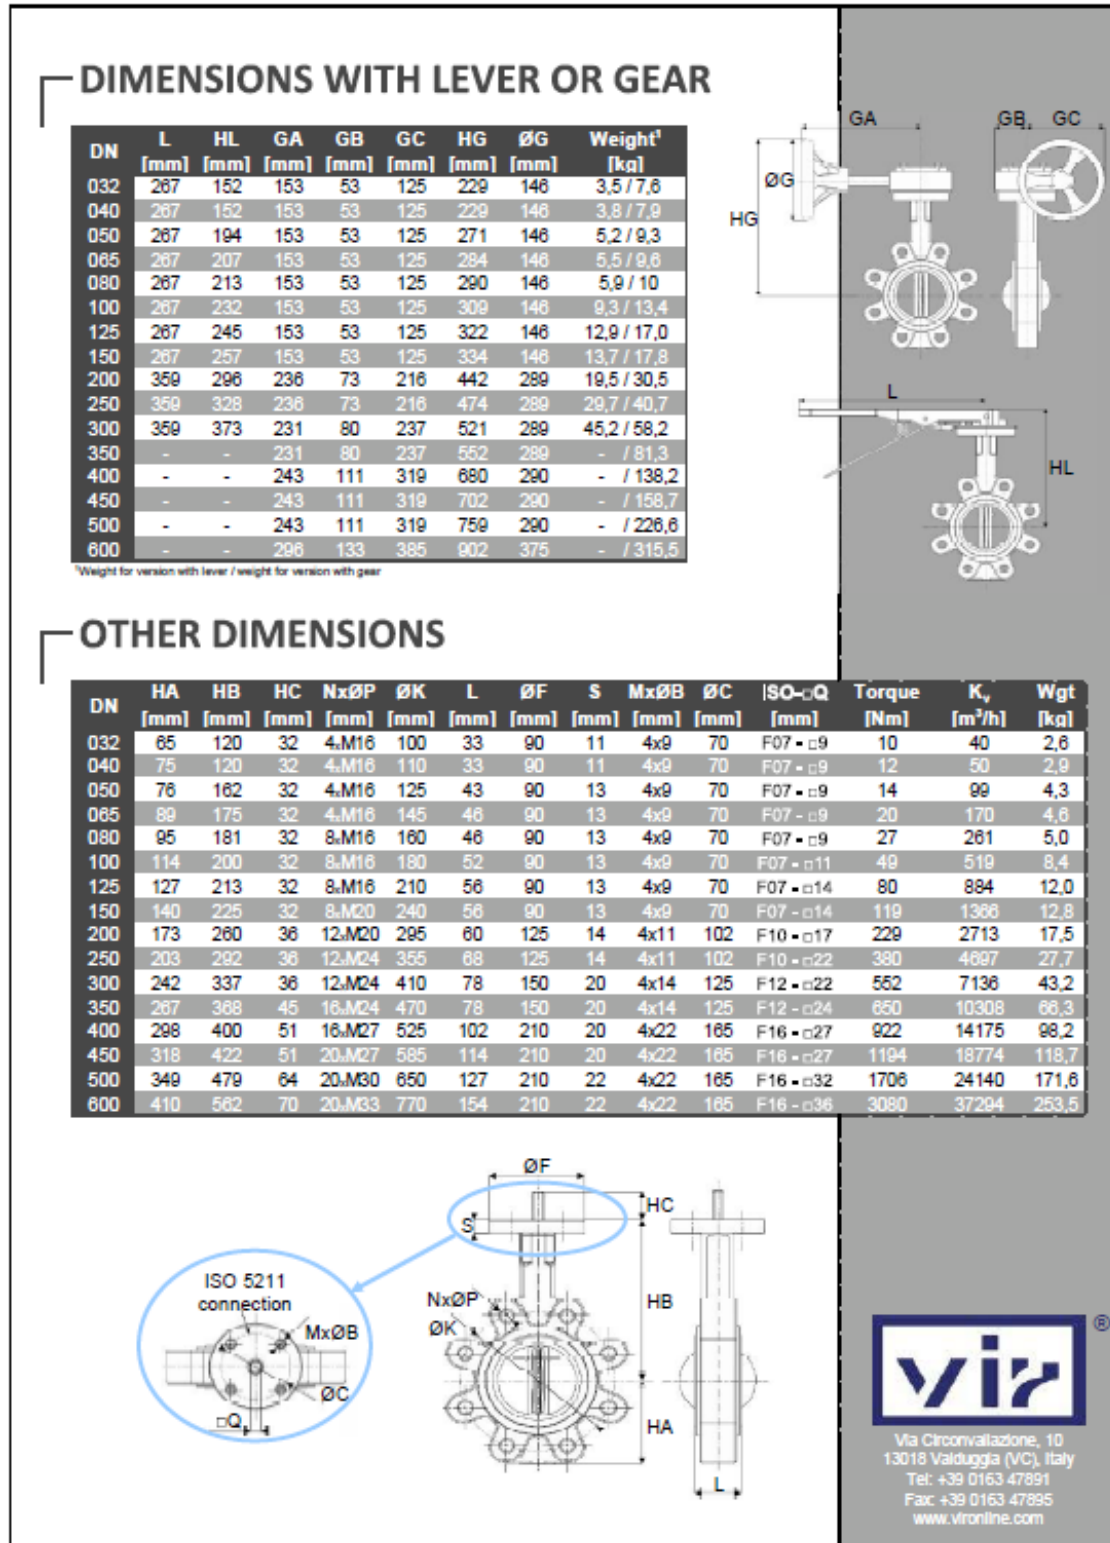 DIMENSIONS WITH LEVER OR GEAR
DN L HL GA GB GC HG ØG Weight¹
[mm] [mm] [mm] [mm] [mm] [mm] [mm] [kg]
032 267 152 153 53 125 229 146 3,5 / 7,6
040 267 152 153 53 125 229 146 3,8 / 7,9
050 267 194 153 53 125 271 146 5,2 / 9,3
065 267 207 153 53 125 284 146 5,5 / 9,6
080 267 213 153 53 125 290 146 5,9 / 10
100 267 232 153 53 125 309 146 9,3 / 13,4
125 267 245 153 53 125 322 146 12,9 / 17,0
150 267 257 153 53 125 334 146 13,7 / 17,8
200 359 296 236 73 216 442 289 19,5 / 30,5
250 359 328 236 73 216 474 289 29,7 / 40,7
300 359 373 231 80 237 521 289 45,2 / 58,2
350 - - 231 80 237 552 289 - / 81,3
400 - - 243 111 319 680 290 - / 138,2
450 - - 243 111 319 702 290 - / 158,7
500 - - 243 111 319 759 290 - / 226,6
600 - - 296 133 385 902 375 - / 315,5
¹Weight for version with lever / weight for version with gear
GA GB GC
ØG
HG
L
HL
OTHER DIMENSIONS
DN HA HB HC NxØP ØK L ØF S MxØB ØC ISO-□Q Torque Kv Wgt
[mm] [mm] [mm] [mm] [mm] [mm] [mm] [mm] [mm] [mm] [mm] [Nm] [m³/h] [kg]
032 65 120 32 4xM16 100 33 90 11 4x9 70 F07 - □9 10 40 2,6
040 75 120 32 4xM16 110 33 90 11 4x9 70 F07 - □9 12 50 2,9
050 76 162 32 4xM16 125 43 90 13 4x9 70 F07 - □9 14 99 4,3
065 89 175 32 4xM16 145 46 90 13 4x9 70 F07 - □9 20 170 4,6
080 95 181 32 8xM16 160 46 90 13 4x9 70 F07 - □9 27 261 5,0
100 114 200 32 8xM16 180 52 90 13 4x9 70 F07 - □11 49 519 8,4
125 127 213 32 8xM16 210 56 90 13 4x9 70 F07 - □14 80 884 12,0
150 140 225 32 8xM20 240 56 90 13 4x9 70 F07 - □14 119 1366 12,8
200 173 260 36 12xM20 295 60 125 14 4x11 102 F10 - □17 229 2713 17,5
250 203 292 36 12xM24 355 68 125 14 4x11 102 F10 - □22 380 4697 27,7
300 242 337 36 12xM24 410 78 150 20 4x14 125 F12 - □22 552 7136 43,2
350 267 368 45 16xM24 470 78 150 20 4x14 125 F12 - □24 650 10308 66,3
400 298 400 51 16xM27 525 102 210 20 4x22 165 F16 - □27 922 14175 98,2
450 318 422 51 20xM27 585 114 210 20 4x22 165 F16 - □27 1194 18774 118,7
500 349 479 64 20xM30 650 127 210 22 4x22 165 F16 - □32 1706 24140 171,6
600 410 562 70 20xM33 770 154 210 22 4x22 165 F16 - □36 3080 37294 253,5
ØF
HC
S
ISO 5211
connection
NxØP
HB
MxØB
ØK
ØC
□Q
HA
L
vir ®
Via Circonvallazione, 10
13018 Valduggia (VC), Italy
Tel: +39 0163 47891
Fax: +39 0163 47895
www.vironline.com